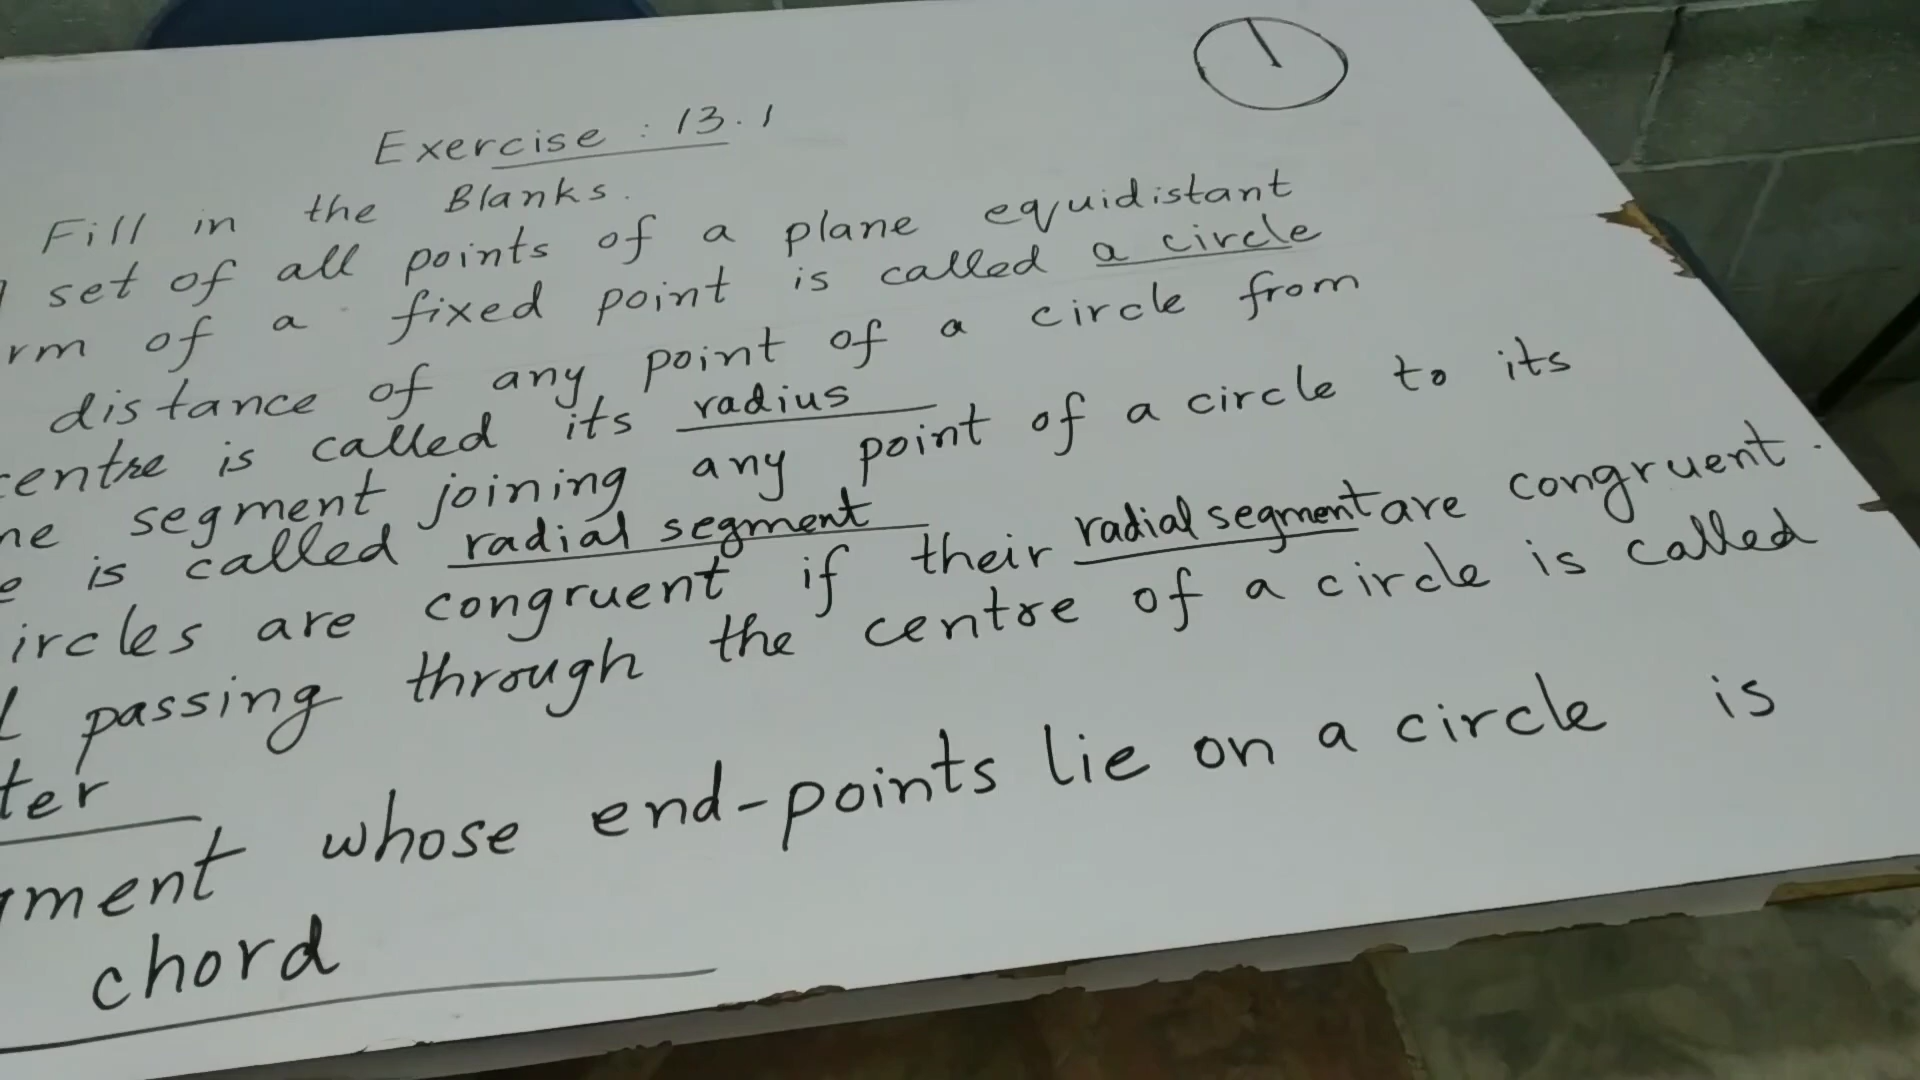 Exercise : 13.1
Fill in the Blanks.
set of all points of a plane equidistant
rm of a fixed point is called a circle
distance of any point of a circle from
centre is called its radius
ne segment joining any point of a circle to its
e is called radial segment
ircles are congruent if their radial segment are congruent.
passing through the centre of a circle is called
ter
gment whose end-points lie on a circle is
chord